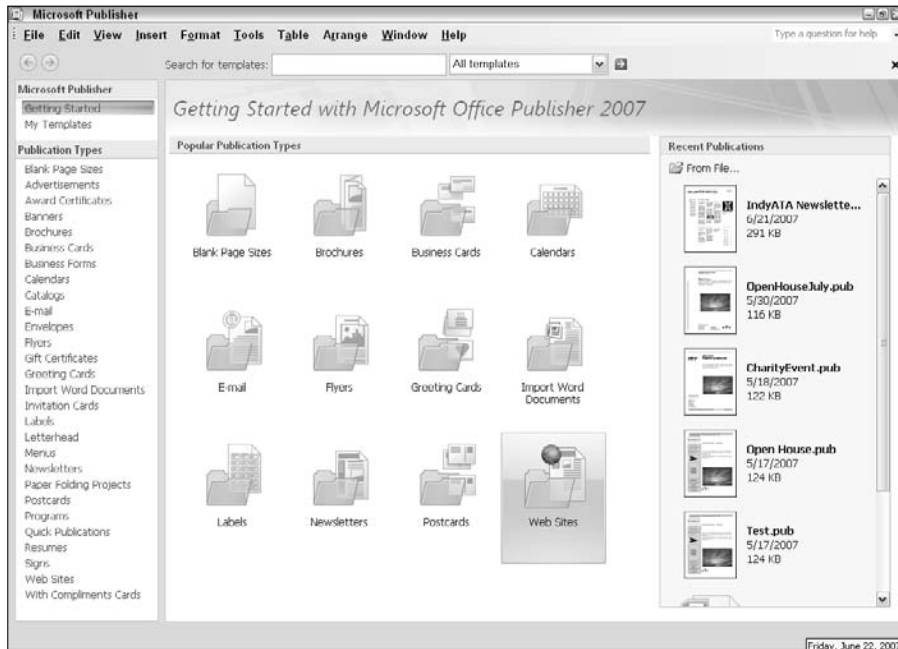 Microsoft Publisher
File Edit View Insert Format Tools Table Arrange Window Help
Type a question for help
Search for templates:
All templates
Microsoft Publisher
Getting Started
My Templates
Publication Types
Blank Page Sizes
Advertisements
Award Certificates
Banners
Brochures
Business Cards
Business Forms
Calendars
Catalogs
E-mail
Envelopes
Flyers
Gift Certificates
Greeting Cards
Import Word Documents
Invitation Cards
Labels
Letterhead
Menus
Newsletters
Paper Folding Projects
Postcards
Programs
Quick Publications
Resumes
Signs
Web Sites
With Compliments Cards
Getting Started with Microsoft Office Publisher 2007
Popular Publication Types
Blank Page Sizes
Brochures
Business Cards
Calendars
E-mail
Flyers
Greeting Cards
Import Word
Documents
Labels
Newsletters
Postcards
Web Sites
Recent Publications
From File...
IndyATA Newslette...
6/21/2007
291 KB
OpenHouseJuly.pub
5/30/2007
116 KB
CharityEvent.pub
5/18/2007
122 KB
Open House.pub
5/17/2007
124 KB
Test.pub
5/17/2007
124 KB
Friday, June 22, 2007